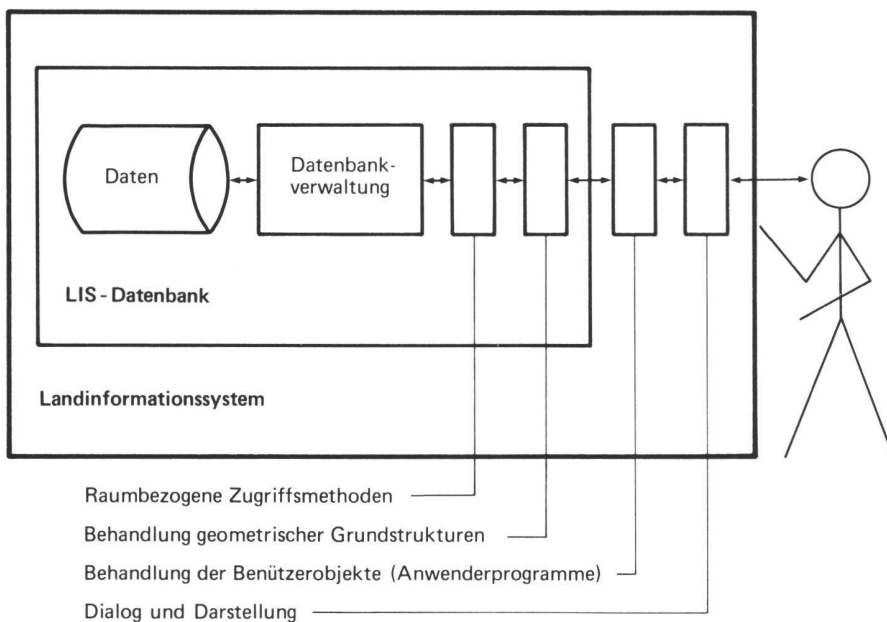 Daten
Datenbank-
verwaltung
LIS - Datenbank
Landinformationssystem
Raumbezogene Zugriffsmethoden
Behandlung geometrischer Grundstrukturen
Behandlung der Benützerobjekte (Anwenderprogramme)
Dialog und Darstellung